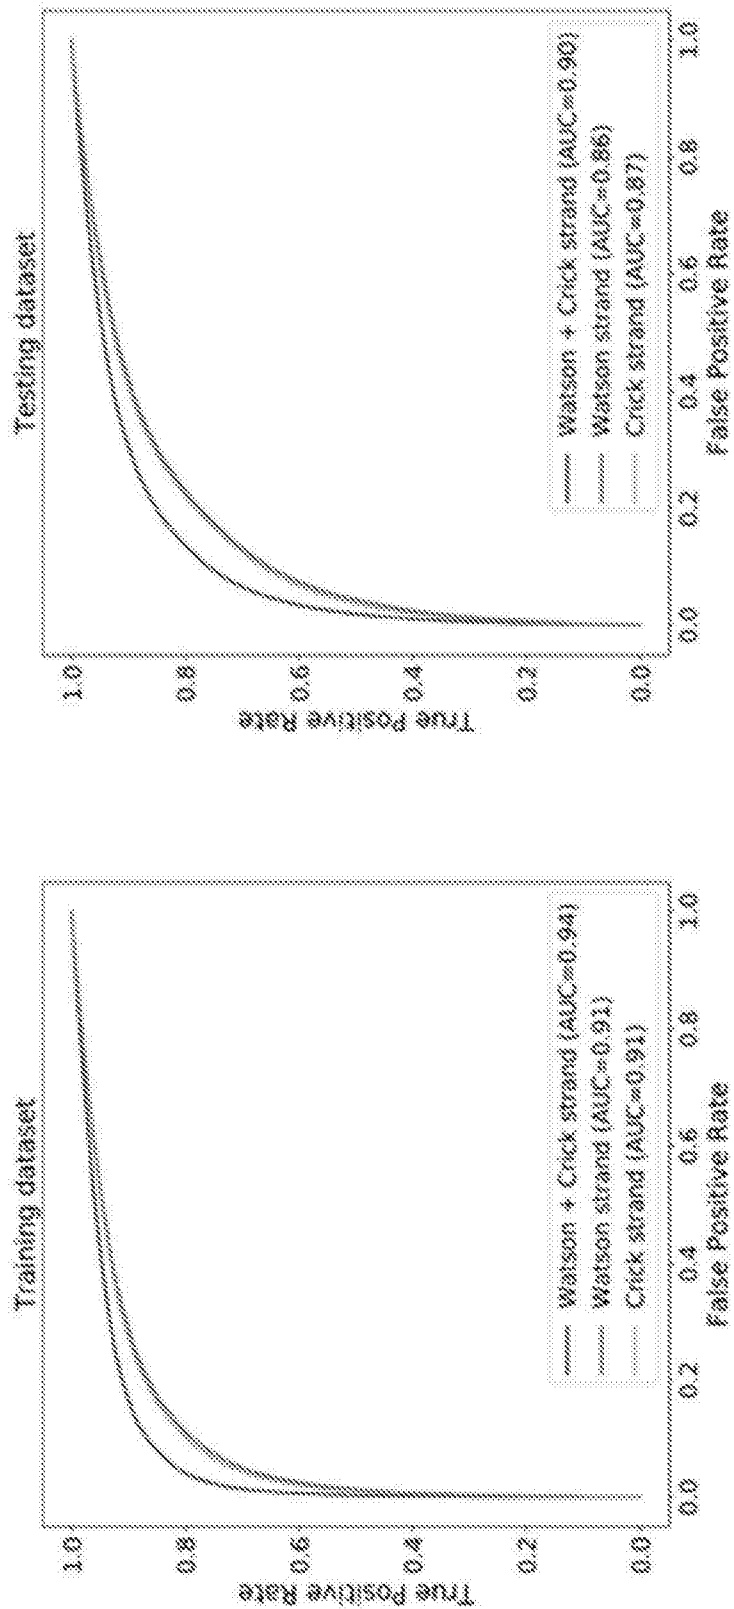 Training dataset
True Positive Rate
1.0
0.8
0.6
0.4
0.2
0.0
Watson + Crick strand (AUC=0.94)
Watson strand (AUC=0.91)
Crick strand (AUC=0.91)
0.0 0.2 0.4 0.6 0.8 1.0
False Positive Rate
Testing dataset
True Positive Rate
1.0
0.8
0.6
0.4
0.2
0.0
Watson + Crick strand (AUC=0.90)
Watson strand (AUC=0.86)
Crick strand (AUC=0.87)
0.0 0.2 0.4 0.6 0.8 1.0
False Positive Rate